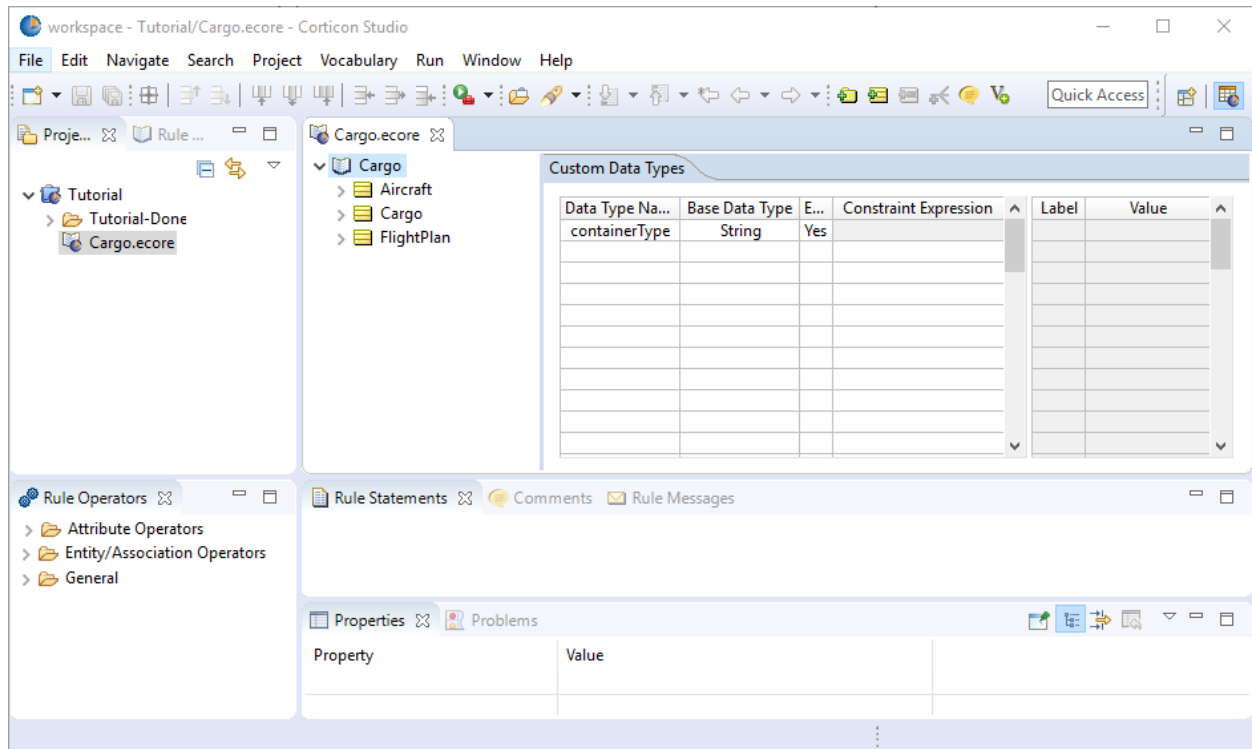 workspace - Tutorial/Cargo.ecore - Corticon Studio
File Edit Navigate Search Project Vocabulary Run Window Help
Quick Access
Proje... Rule ...
Tutorial
Tutorial-Done
Cargo.ecore
Cargo.ecore
Cargo
Aircraft
Cargo
FlightPlan
Custom Data Types
Data Type Na... Base Data Type E... Constraint Expression Label Value
containerType String Yes
Rule Operators
Attribute Operators
Entity/Association Operators
General
Rule Statements Comments Rule Messages
Properties Problems
Property Value